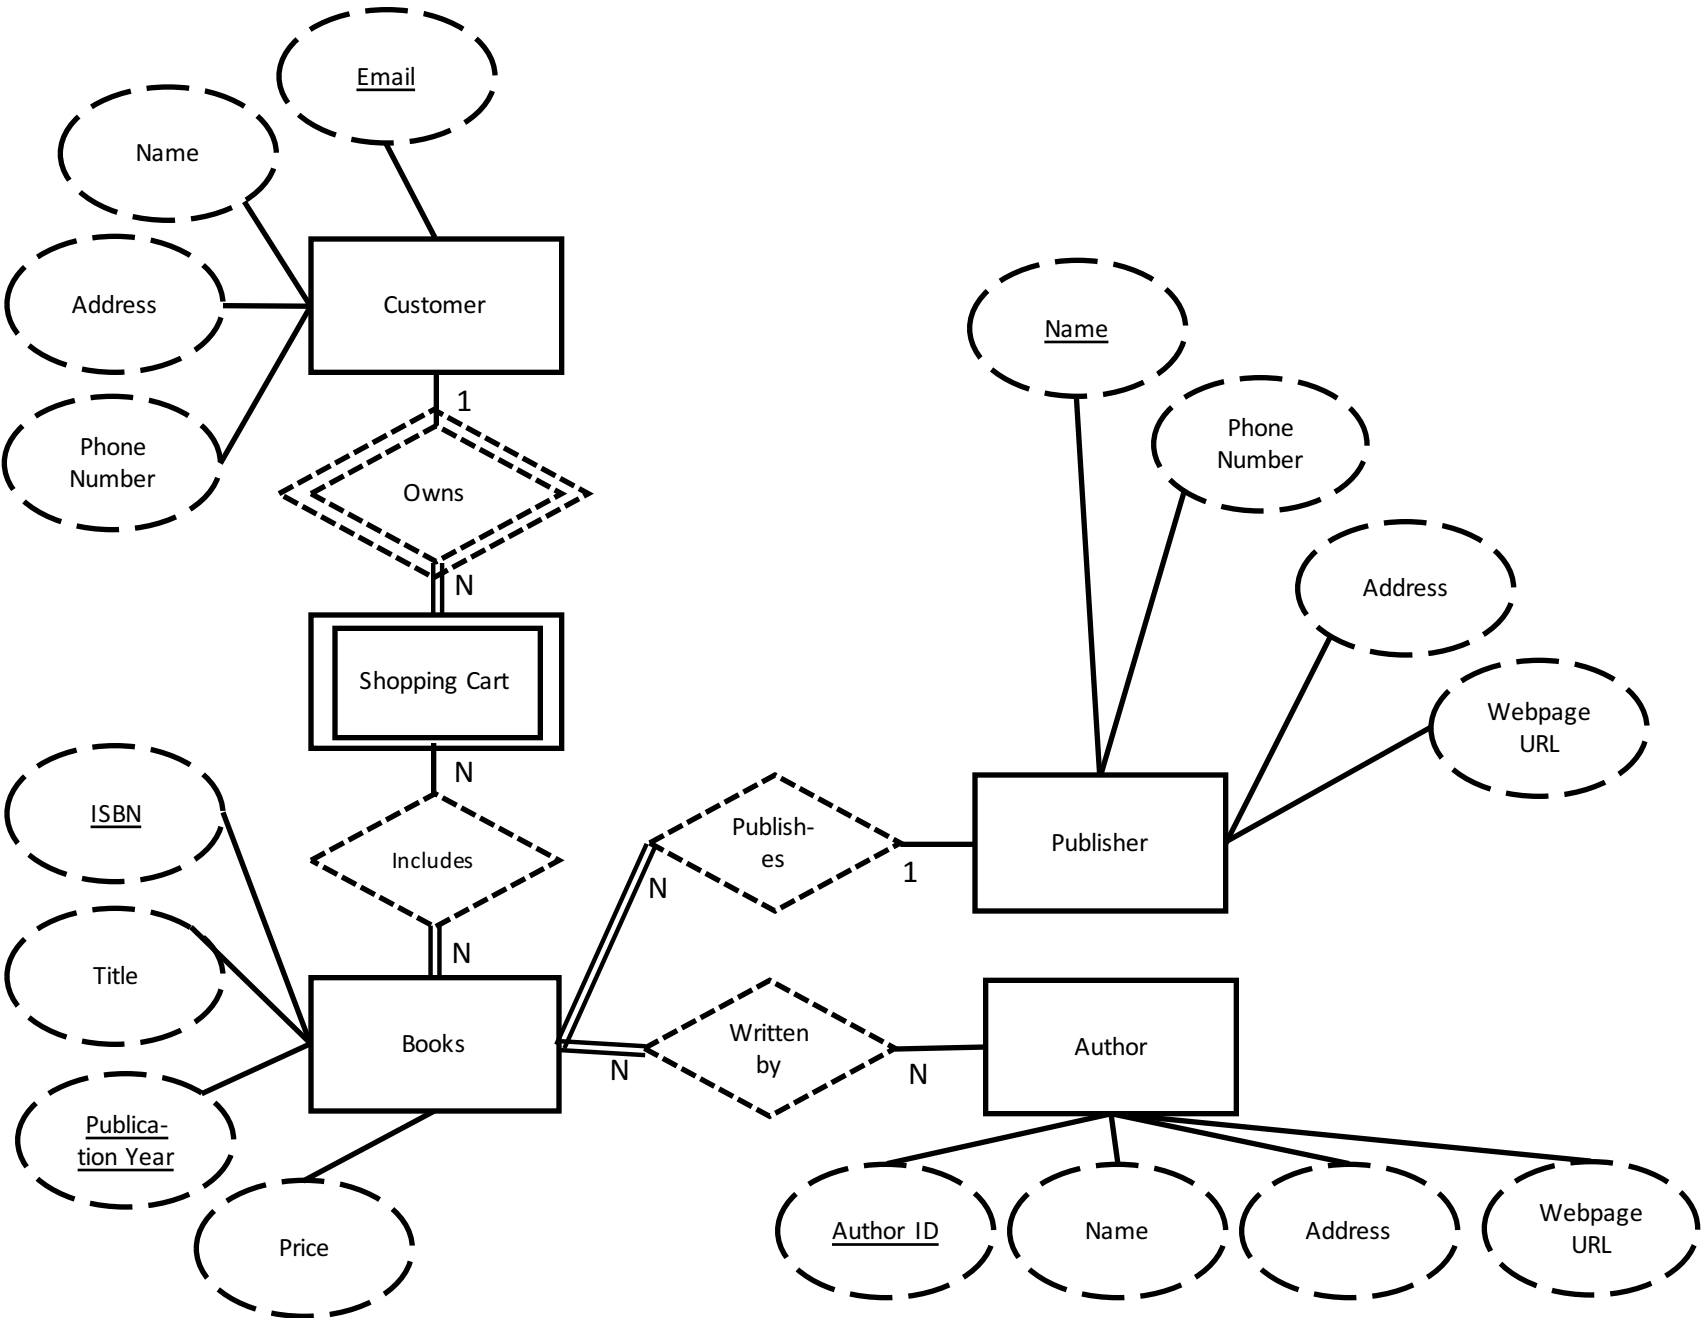 Email
Name
Address
Customer
Phone
Number
1
Owns
N
Shopping Cart
N
Includes
N
ISBN
Title
Books
Publica-
tion Year
Price
Name
Phone
Number
Address
Webpage
URL
Publish-
es
N
1
Publisher
Written
by
N
N
Author
Author ID
Name
Address
Webpage
URL